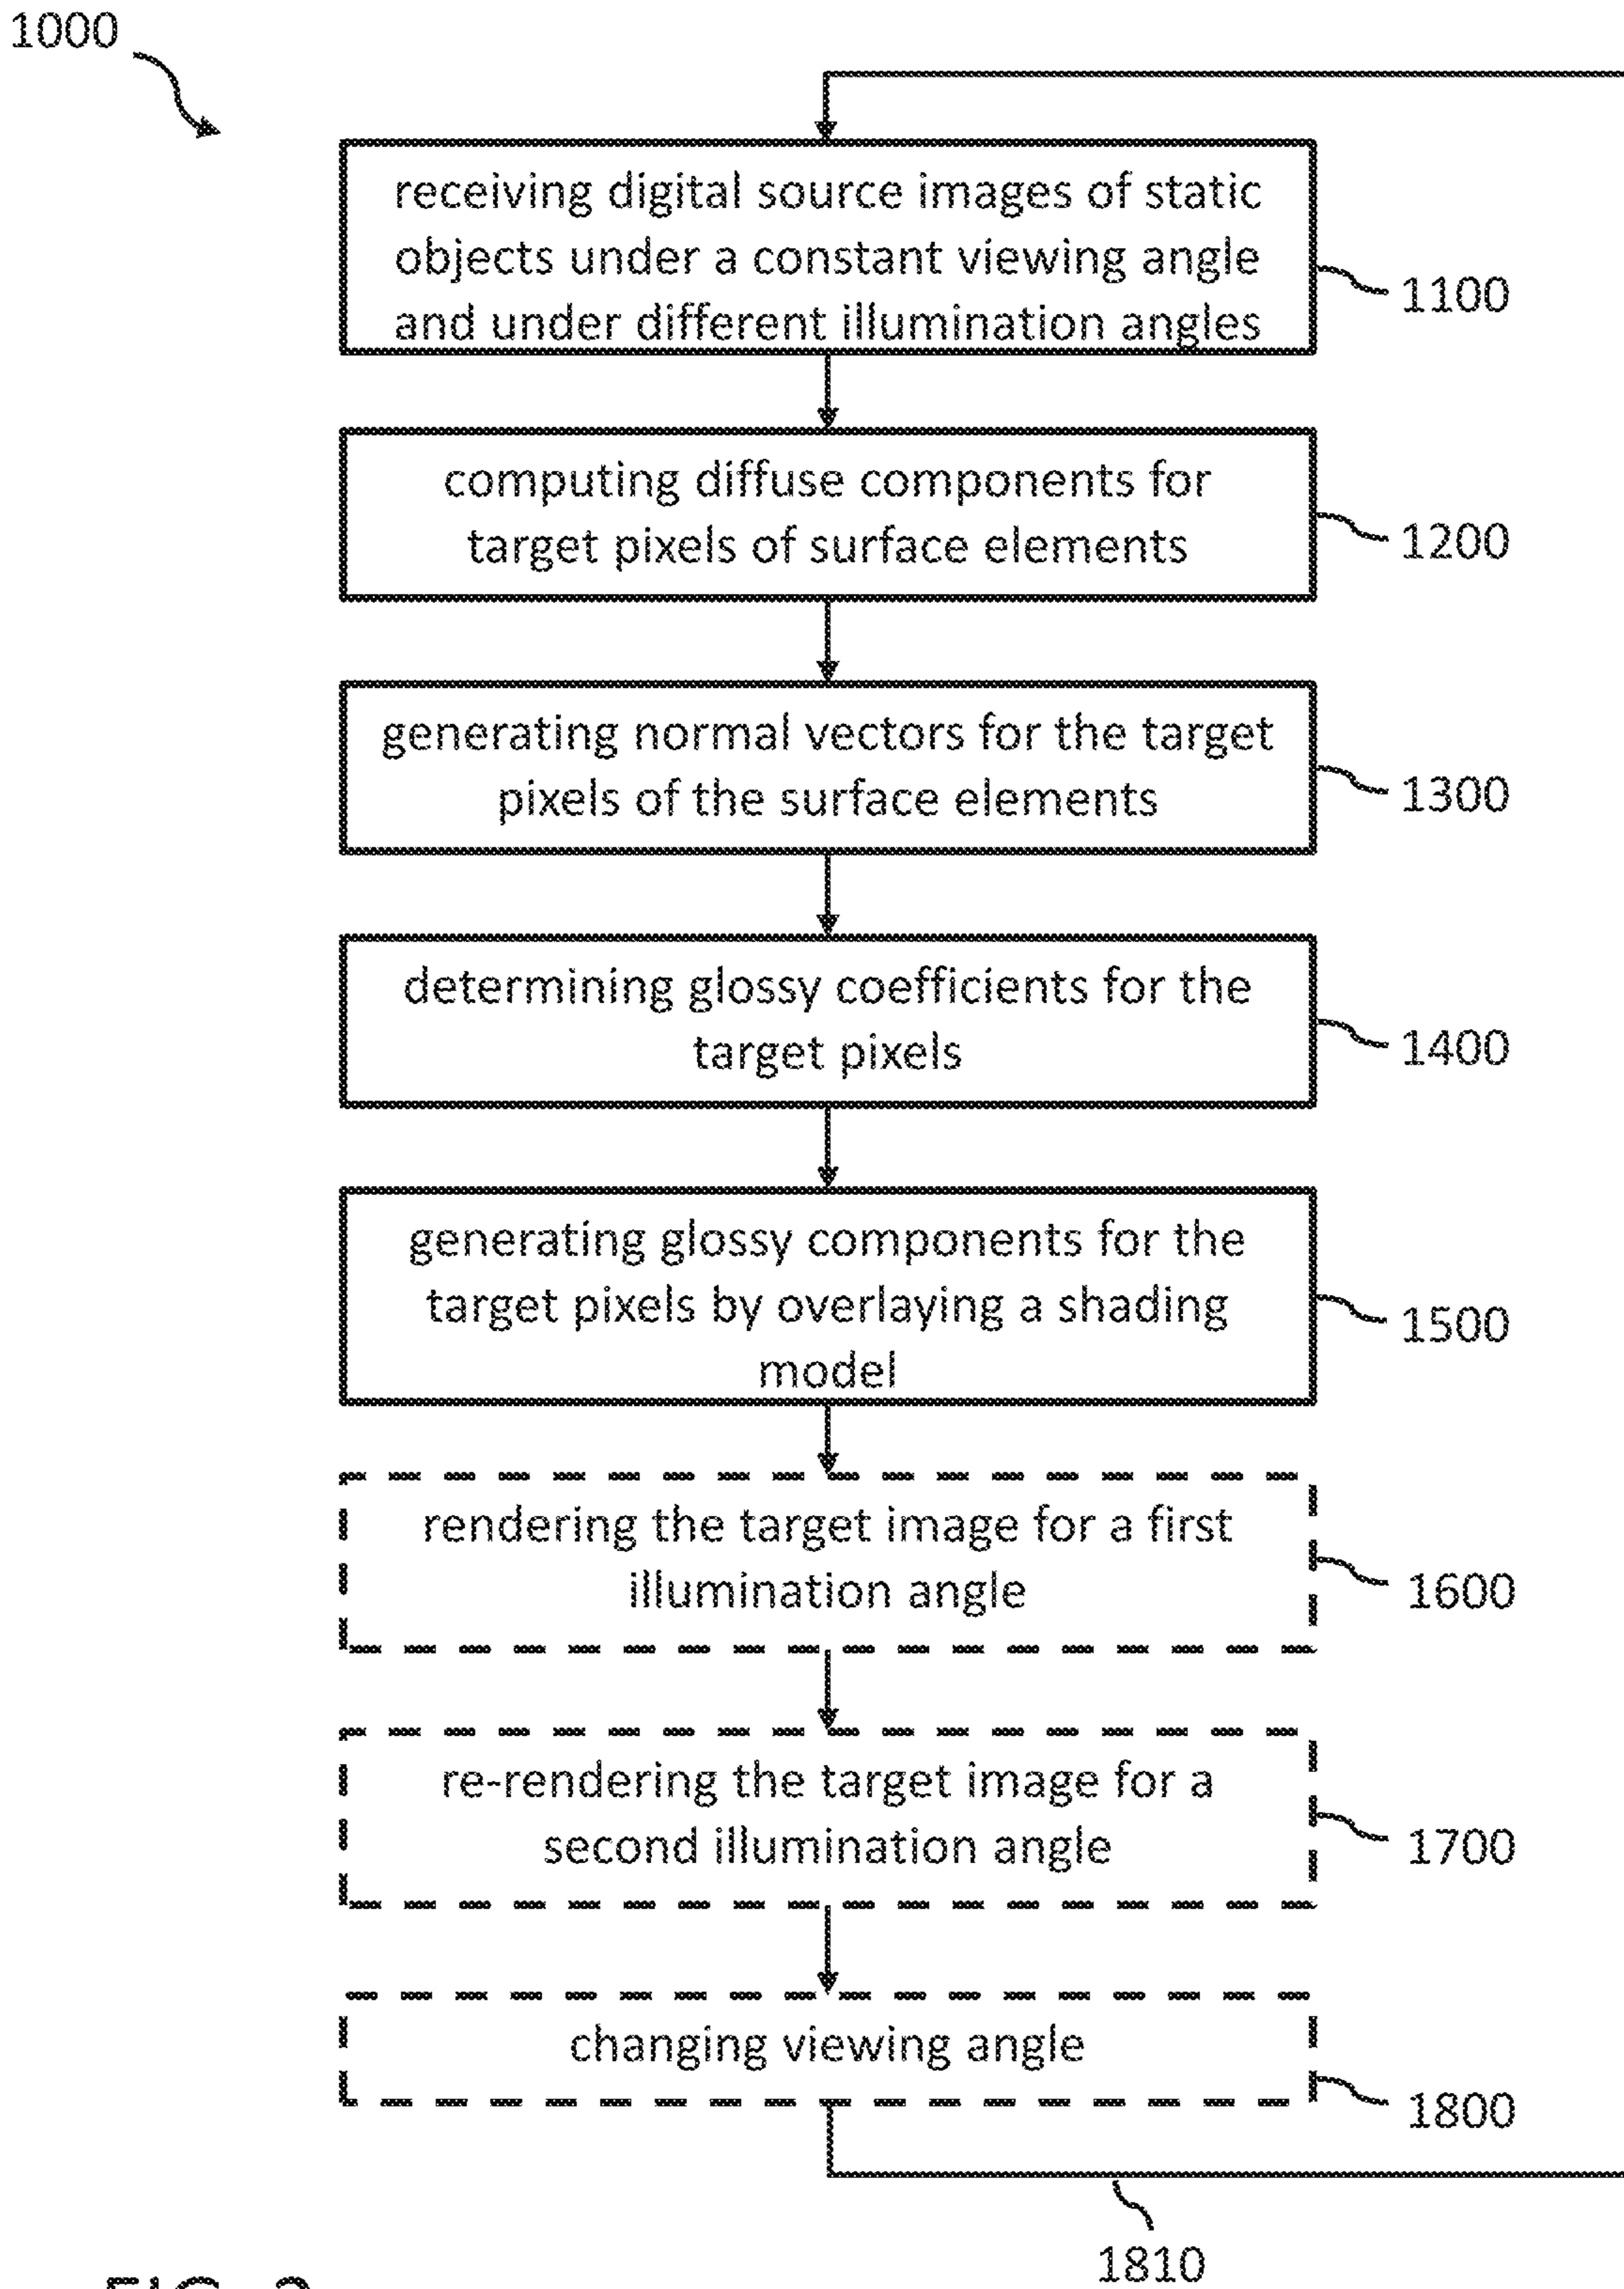 1000
receiving digital source images of static
objects under a constant viewing angle
and under different illumination angles
1100
computing diffuse components for
target pixels of surface elements
1200
generating normal vectors for the target
pixels of the surface elements
1300
determining glossy coefficients for the
target pixels
1400
generating glossy components for the
target pixels by overlaying a shading
model
1500
rendering the target image for a first
illumination angle
1600
re-rendering the target image for a
second illumination angle
1700
changing viewing angle
1800
1810
FIG.